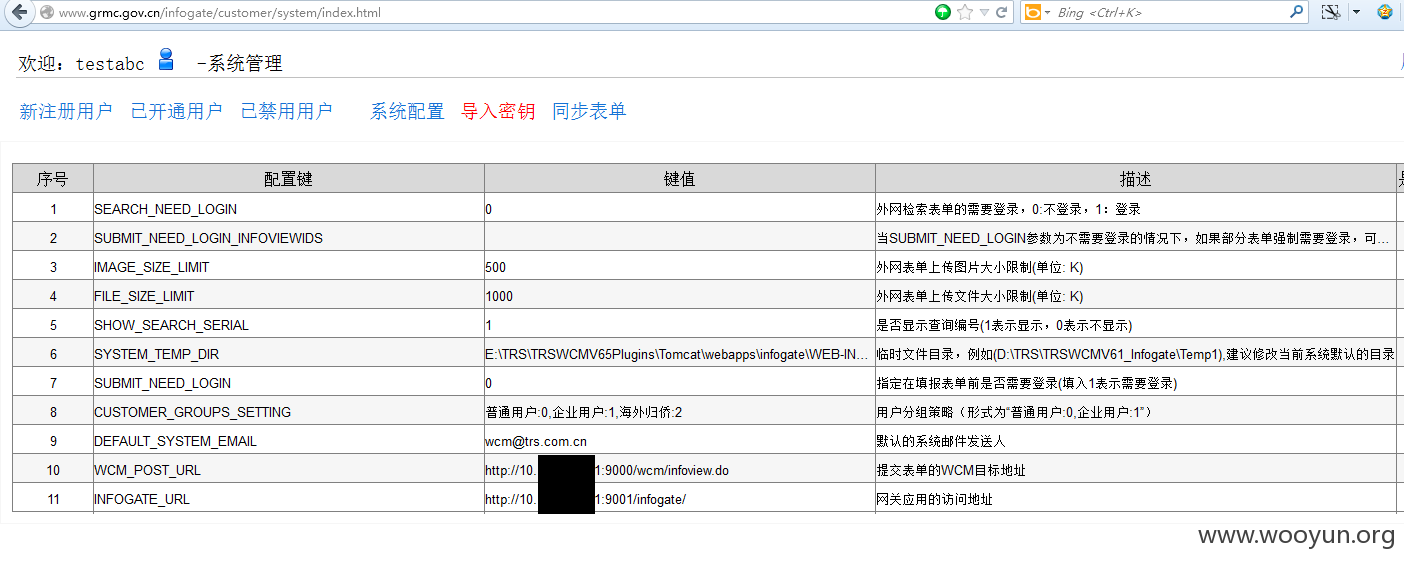 www.grmc.gov.cn/infogate/customer/system/index.html
Bing <Ctrl+K>
欢迎：testabc -系统管理
新注册用户 已开通用户 已禁用用户 系统配置 导入密钥 同步表单
序号 配置键 键值 描述
1 SEARCH_NEED_LOGIN 0 外网检索表单的需要登录，0:不登录，1：登录
2 SUBMIT_NEED_LOGIN_INFOVIEWIDS 当SUBMIT_NEED_LOGIN参数为不需要登录的情况下，如果部分表单强制需要登录，可...
3 IMAGE_SIZE_LIMIT 500 外网表单上传图片大小限制(单位: K)
4 FILE_SIZE_LIMIT 1000 外网表单上传文件大小限制(单位: K)
5 SHOW_SEARCH_SERIAL 1 是否显示查询编号(1表示显示，0表示不显示)
6 SYSTEM_TEMP_DIR E:\TRS\TRSWCMV65Plugins\Tomcat\webapps\infogate\WEB-IN... 临时文件目录，例如(D:\TRS\TRSWCMV61_Infogate\Temp1),建议修改当前系统默认的目录
7 SUBMIT_NEED_LOGIN 0 指定在填报表单前是否需要登录(填入1表示需要登录)
8 CUSTOMER_GROUPS_SETTING 普通用户:0,企业用户:1,海外归侨:2 用户分组策略（形式为“普通用户:0,企业用户:1”）
9 DEFAULT_SYSTEM_EMAIL wcm@trs.com.cn 默认的系统邮件发送人
10 WCM_POST_URL http://10. 1:9000/wcm/infoview.do 提交表单的WCM目标地址
11 INFOGATE_URL http://10. 1:9001/infogate/ 网关应用的访问地址
www.wooyun.org